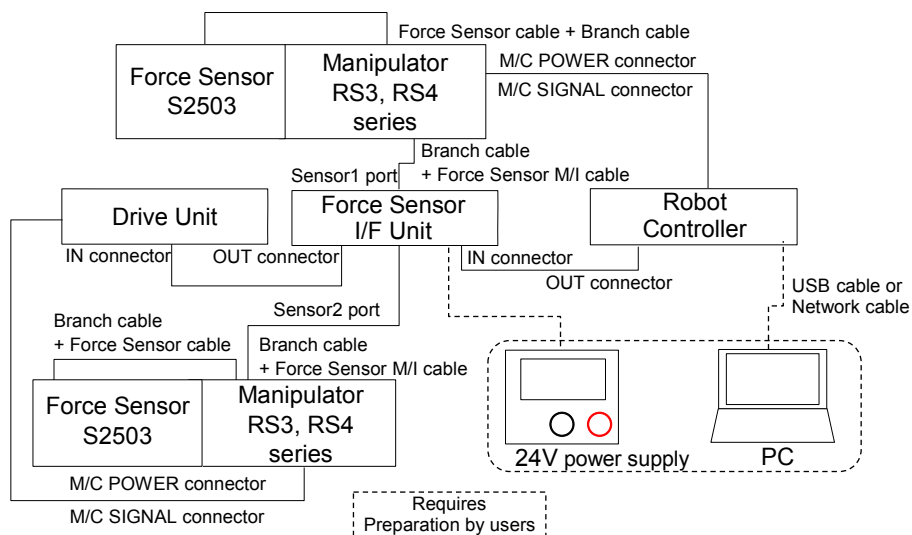 Force Sensor cable + Branch cable
Force Sensor
S2503
Manipulator
RS3, RS4
series
M/C POWER connector
M/C SIGNAL connector
Branch cable
+ Force Sensor M/I cable
Sensor1 port
Drive Unit
Force Sensor
I/F Unit
Robot
Controller
IN connector
OUT connector
IN connector
OUT connector
USB cable or
Network cable
Sensor2 port
Branch cable
+ Force Sensor cable
Branch cable
+ Force Sensor M/I cable
Force Sensor
S2503
Manipulator
RS3, RS4
series
24V power supply
PC
M/C POWER connector
M/C SIGNAL connector
Requires
Preparation by users